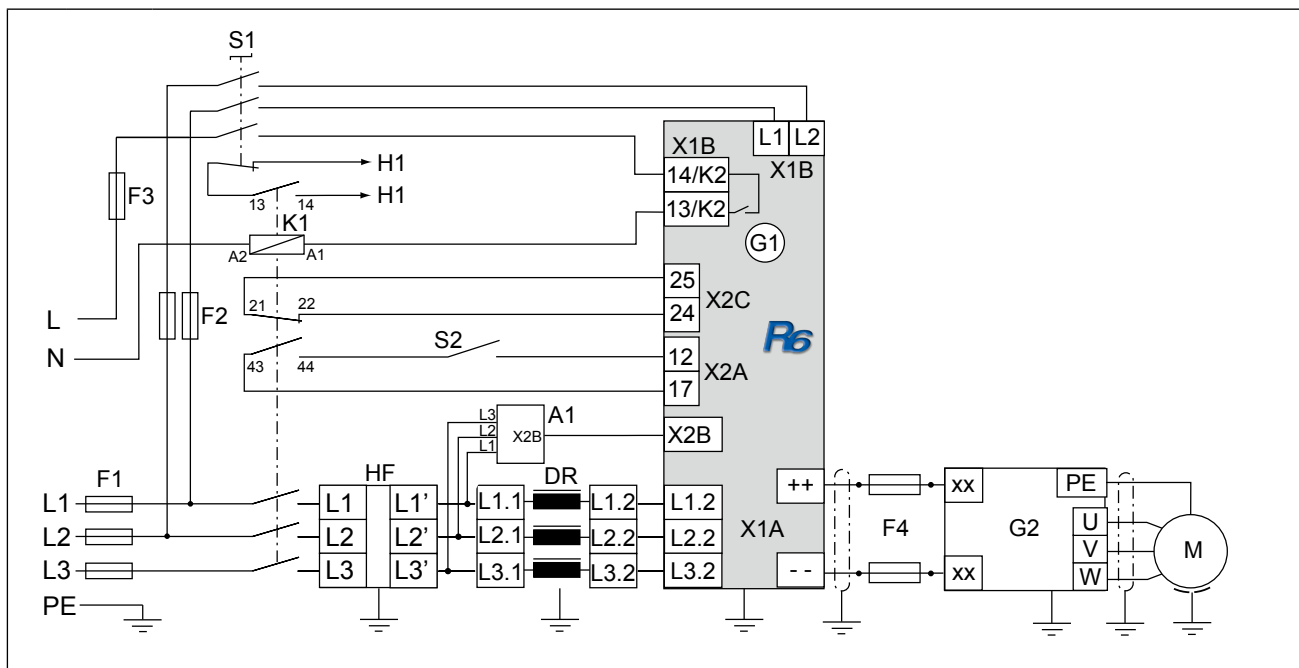 S1
L1 L2
X1B
X1B
14/K2
H1
F3
H1
13/K2
13 14
K1
G1
A2 A1
25
21 22
X2C
24
F2
L
R6
S2
12
N
43 44
X2A
17
L3 A1
L2 X2B
L1
X2B
F1 HF DR
++ xx PE
L1 L1 L1' L1.1 L1.2 L1.2
U
X1A F4 G2
L2 L2 L2' L2.1 L2.2 L2.2
V M
L3 L3 L3' L3.1 L3.2 L3.2
-- xx W
PE